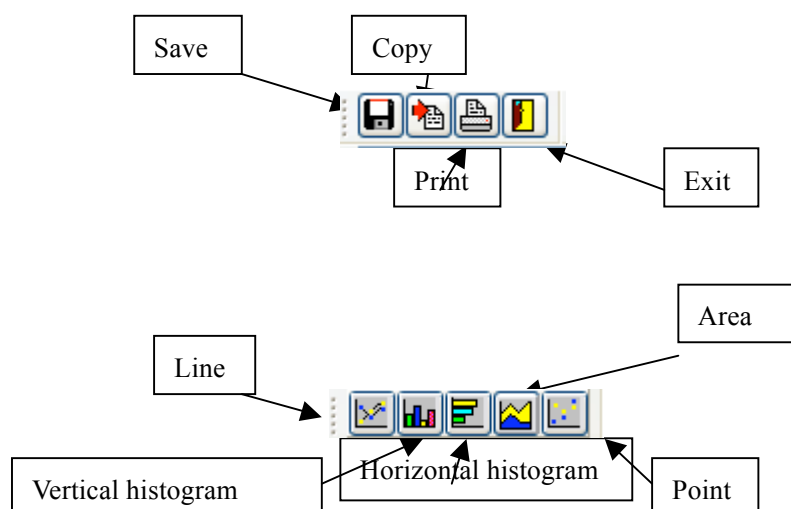 Save
Copy
Print
Exit
Area
Line
Horizontal histogram
Vertical histogram
Point